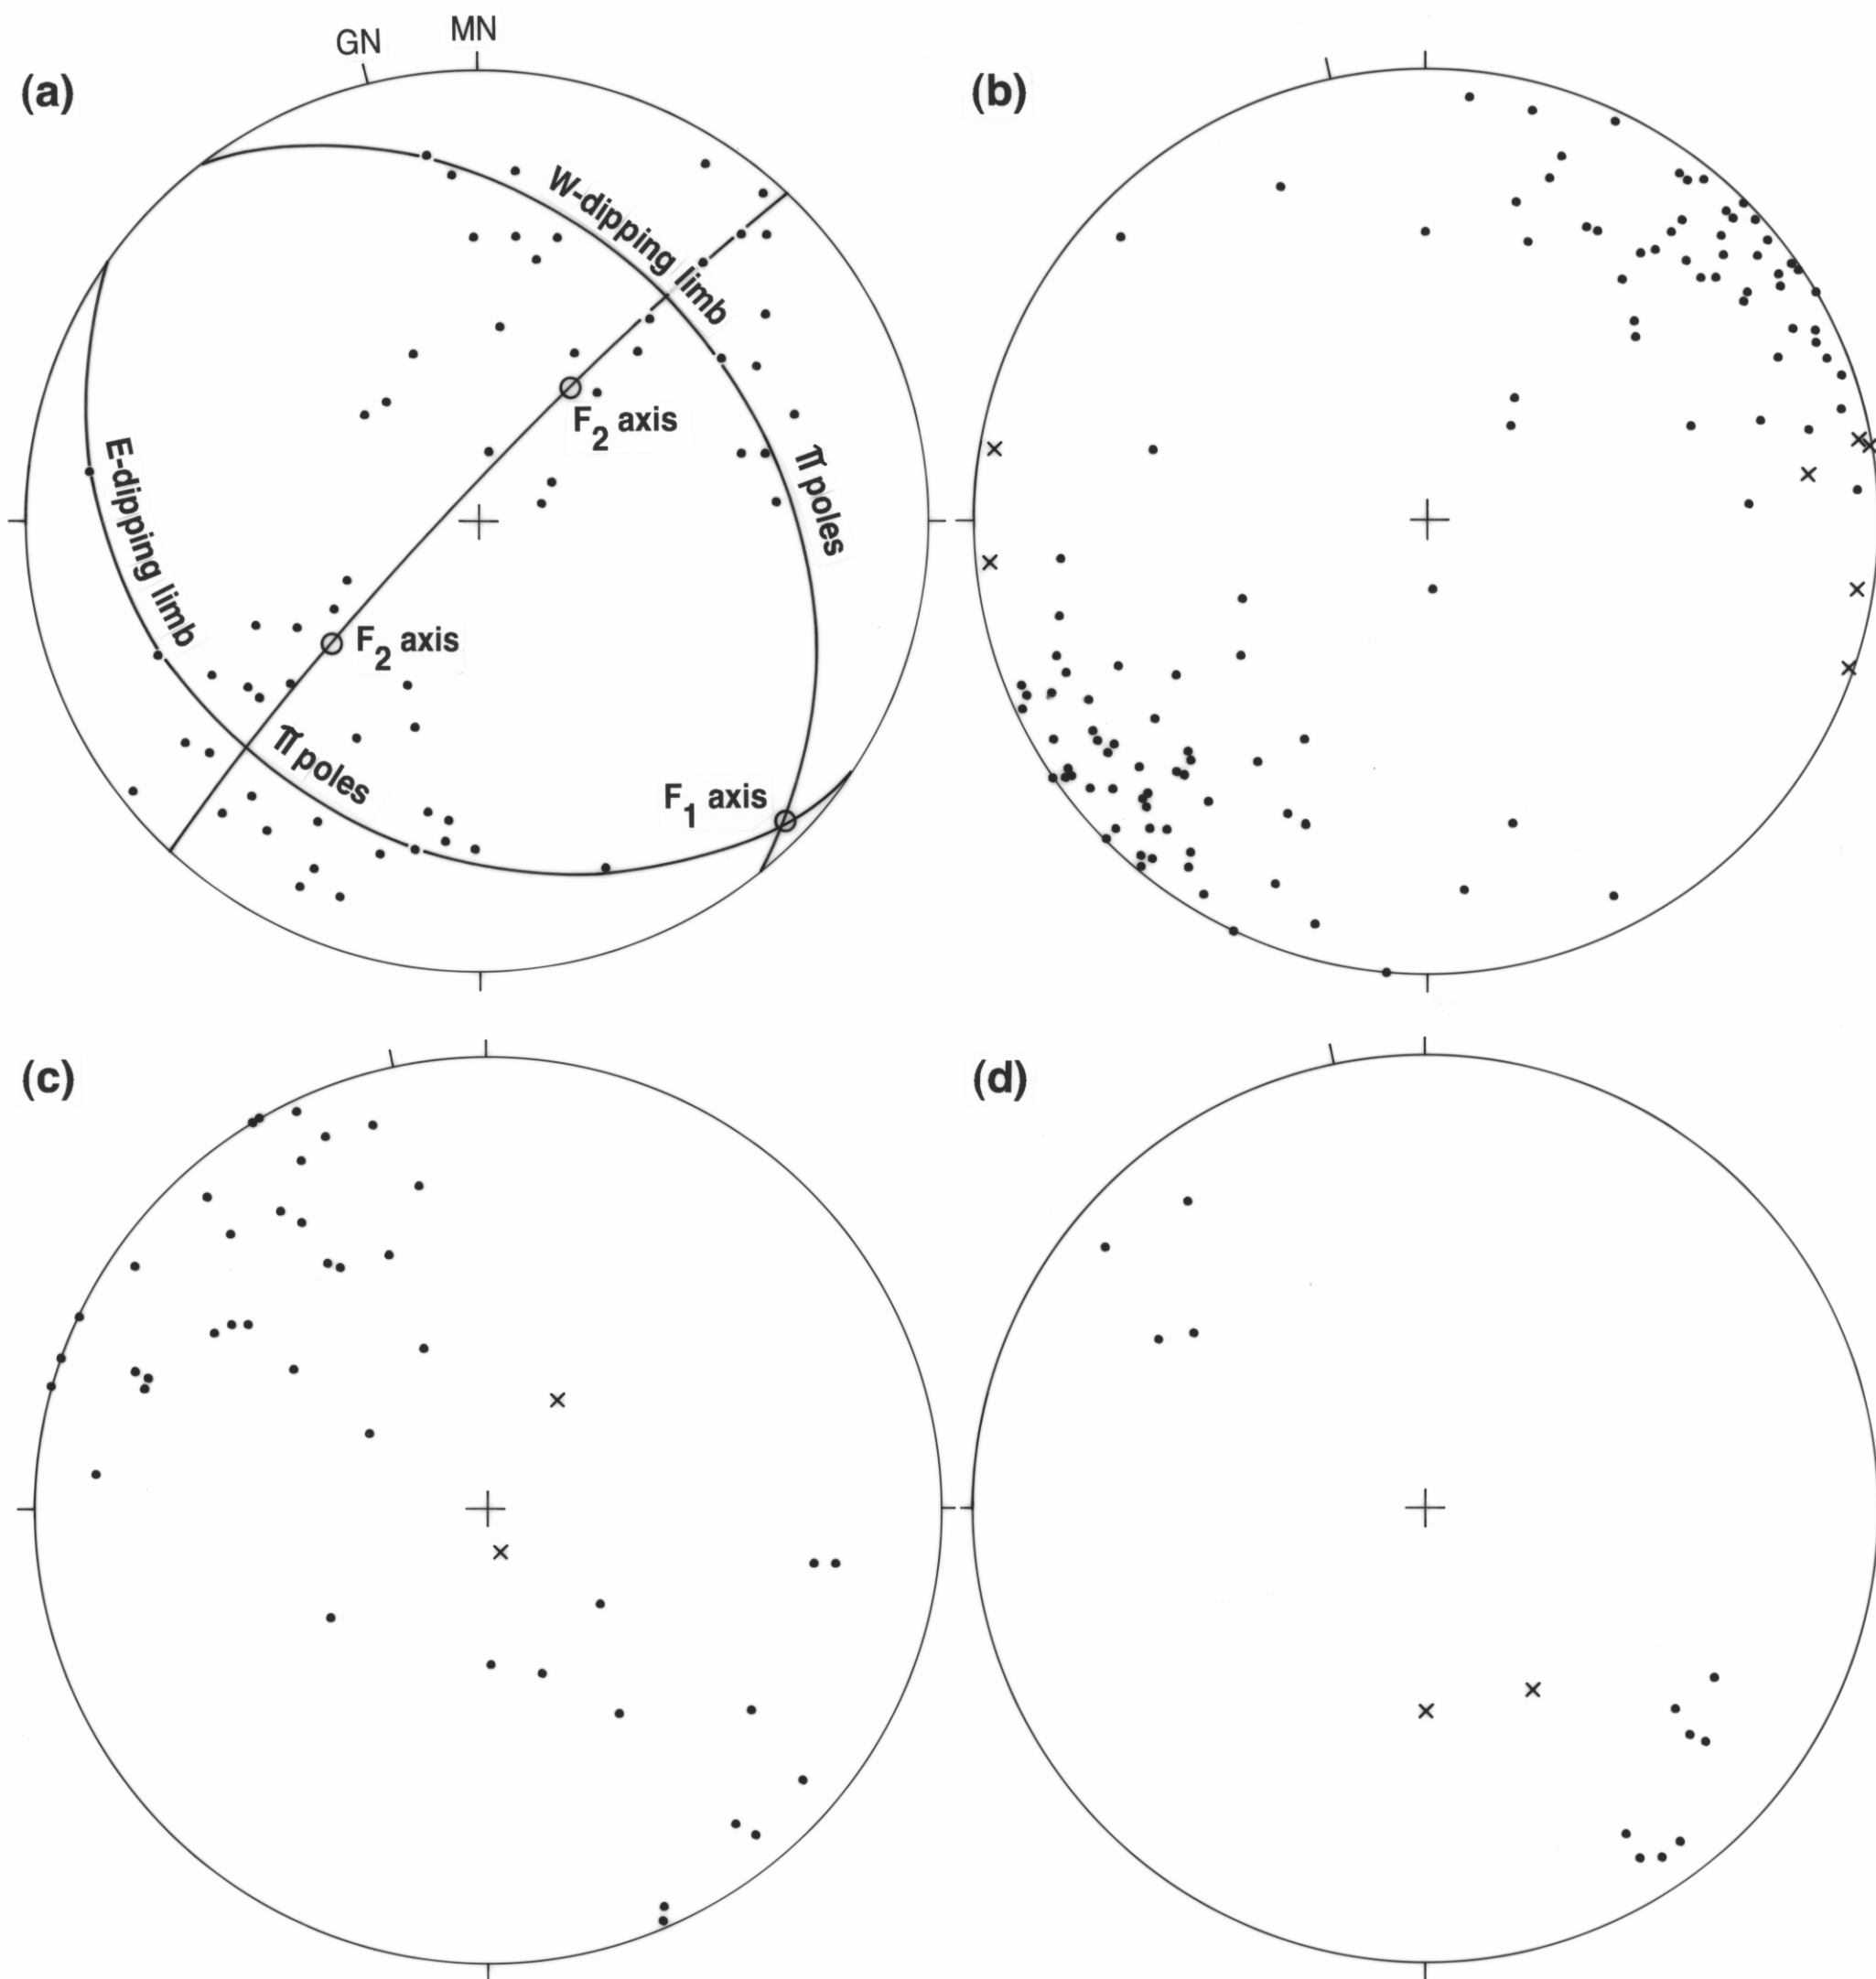 GN
MN
(a)
(b)
W-dipping limb
F2 axis
π poles
E-dipping limb
F2 axis
π poles
F1 axis
(c)
(d)